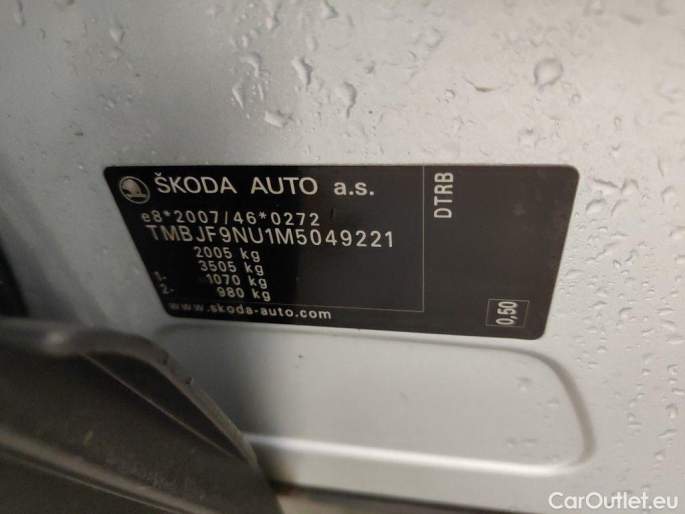 ŠKODA AUTO a.s.
e8*2007/46*0272
TMBJF9NU1M5049221
2005 kg
3505 kg
1- 1070 kg
2- 980 kg
www.skoda-auto.com
DTRB
0,50
CarOutlet.eu